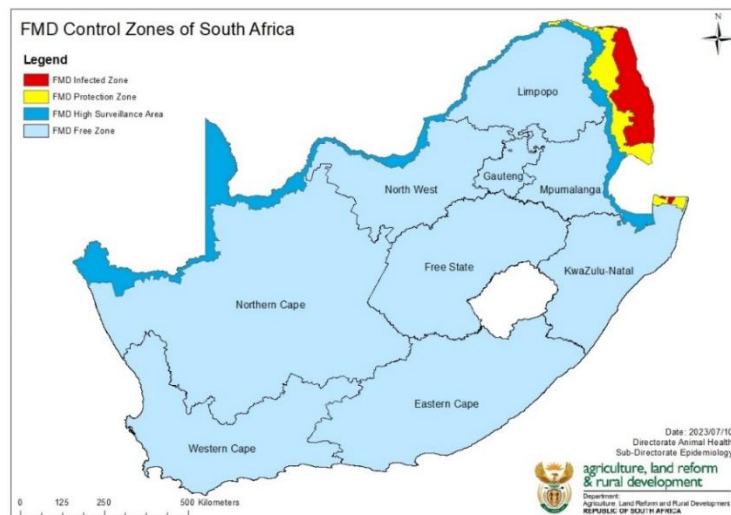 FMD Control Zones of South Africa
N
Legend
FMD Infected Zone
FMD Protection Zone
FMD High Surveillance Area
FMD Free Zone
Limpopo
North West
Gauteng
Mpumalanga
Free State
KwaZulu-Natal
Northern Cape
Eastern Cape
Western Cape
Date: 2023/07/10
Directorate Animal Health
Sub-Directorate Epidemiology
agriculture, land reform
& rural development
Department:
Agriculture, Land Reform and Rural Development
REPUBLIC OF SOUTH AFRICA
0 125 250 500 Kilometers